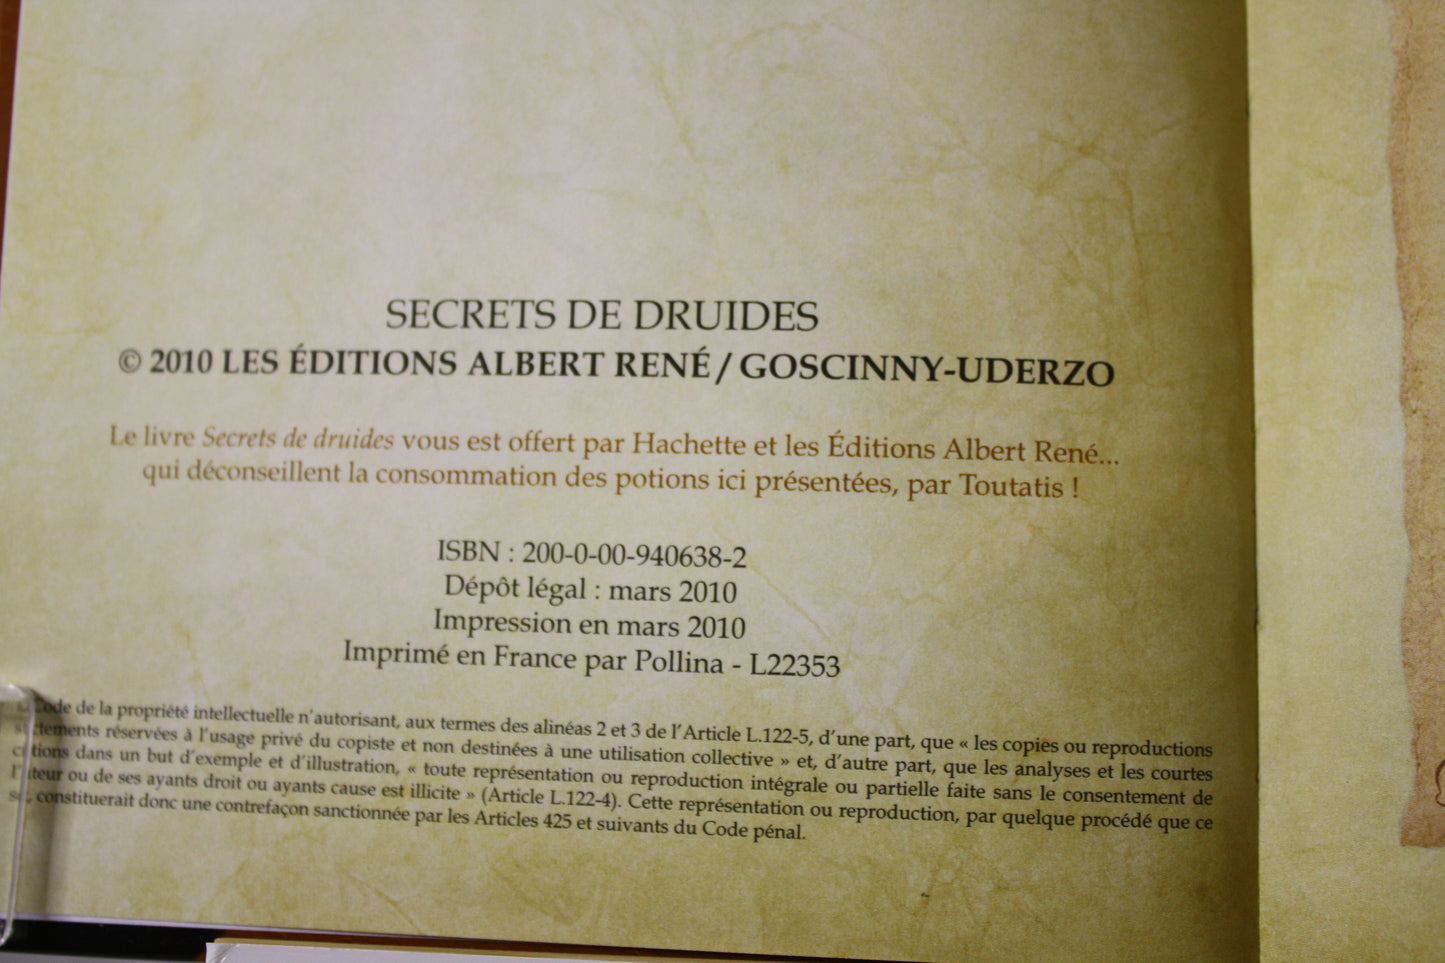 SECRETS DE DRUIDES
© 2010 LES ÉDITIONS ALBERT RENÉ / GOSCINNY-UDERZO
Le livre Secrets de druides vous est offert par Hachette et les Éditions Albert René...
qui déconseillent la consommation des potions ici présentées, par Toutatis !
ISBN : 200-0-00-940638-2
Dépôt légal : mars 2010
Impression en mars 2010
Imprimé en France par Pollina - L22353
Code de la propriété intellectuelle n'autorisant, aux termes des alinéas 2 et 3 de l'Article L.122-5, d'une part, que « les copies ou reproductions
réservées à l'usage privé du copiste et non destinées à une utilisation collective » et, d'autre part, que les analyses et les courtes
dans un but d'exemple et d'illustration, « toute représentation ou reproduction intégrale ou partielle faite sans le consentement de
ou de ses ayants droit ou ayants cause est illicite » (Article L.122-4). Cette représentation ou reproduction, par quelque procédé que ce
constituerait donc une contrefaçon sanctionnée par les Articles 425 et suivants du Code pénal.